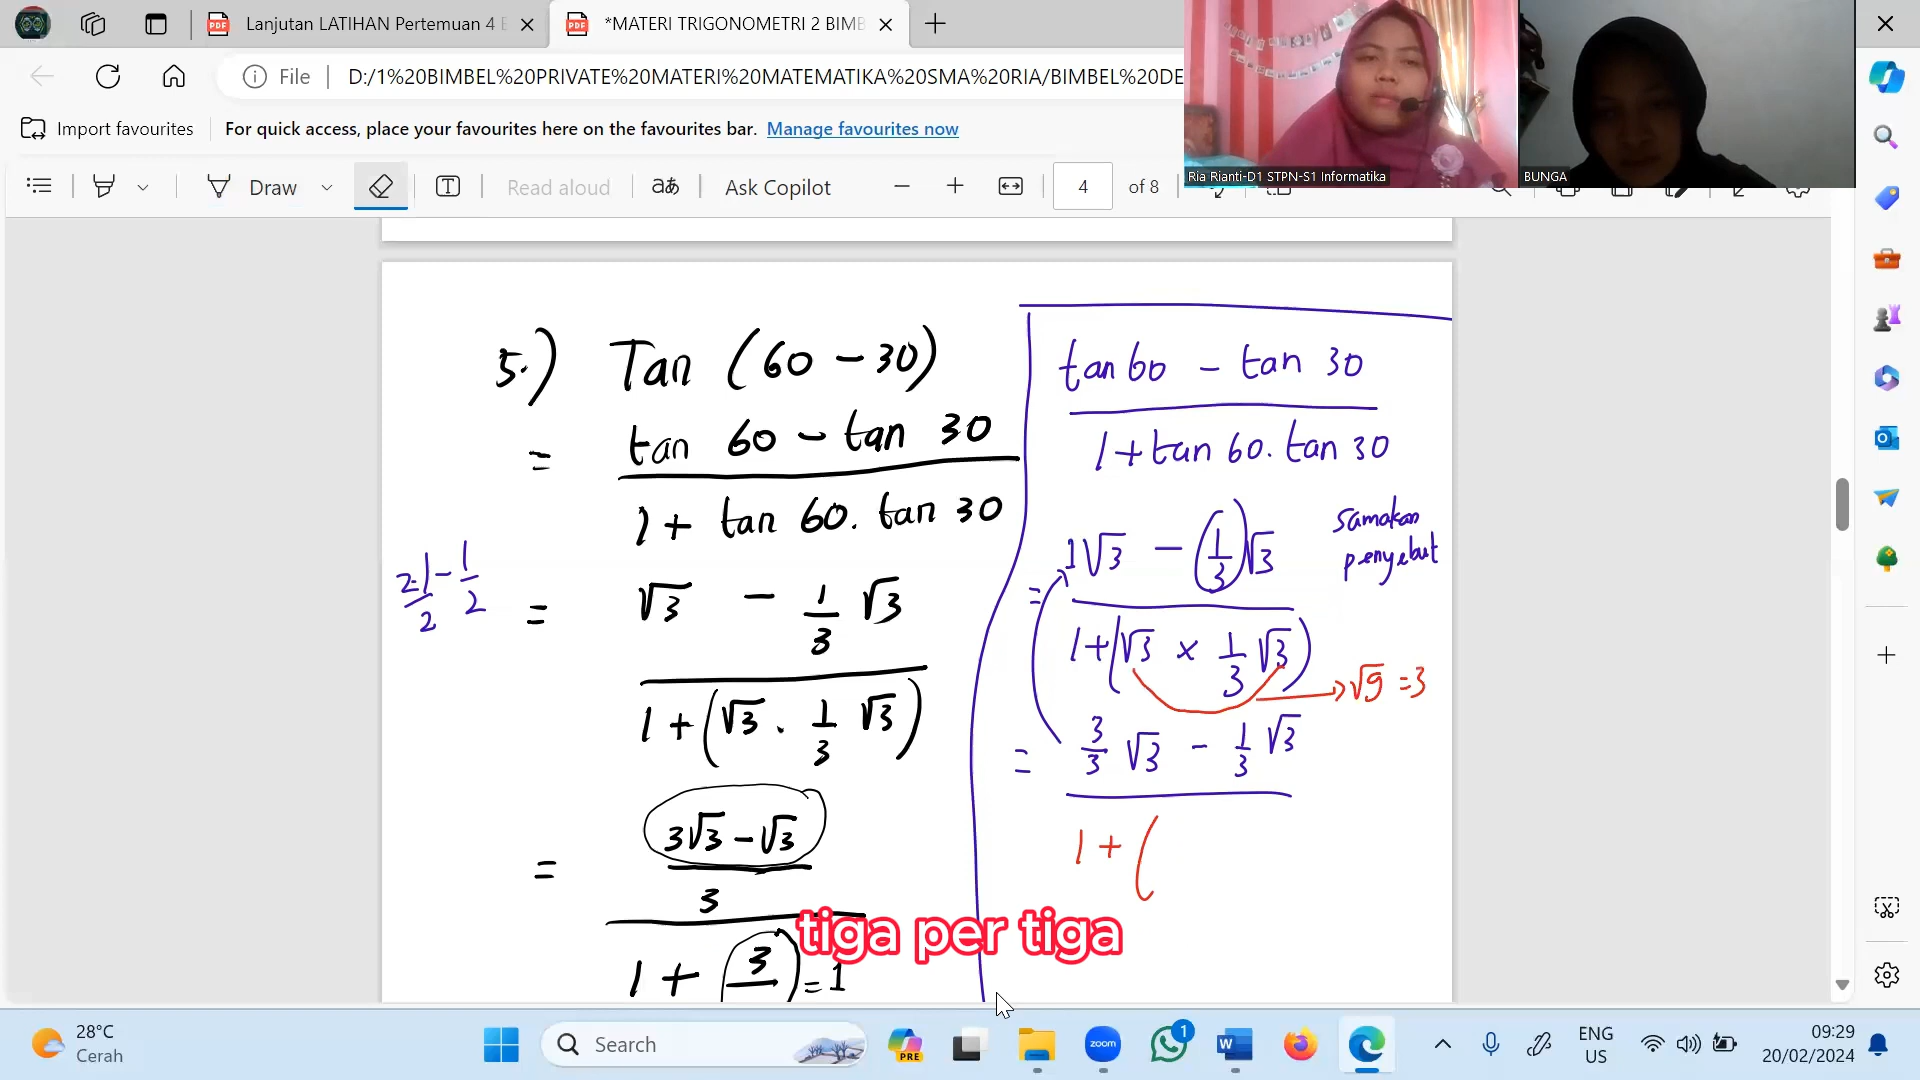 Lanjutan LATIHAN Pertemuan 4 B
*MATERI TRIGONOMETRI 2 BIMB
File
D:/1%20BIMBEL%20PRIVATE%20MATERI%20MATEMATIKA%20SMA%20RIA/BIMBEL%20DE
Import favourites
For quick access, place your favourites here on the favourites bar. Manage favourites now
Draw
Read aloud
Ask Copilot
4 of 8
Ria Rianti-D1 STPN-S1 Informatika
BUNGA
5.) Tan (60 - 30)
= tan 60 - tan 30
1 + tan 60. tan 30
= √3 - 1/3 √3
1 + (√3 . 1/3 √3)
= 3√3 - √3
3
1 + 3 = 1
2.1/2 - 1/2
tan 60 - tan 30
1 + tan 60. tan 30
samakan
penyebut
= 1√3 - (1/3)√3
1 + (√3 x 1/3 √3)
→ √9 = 3
= 3/3 √3 - 1/3 √3
1 + (
tiga per tiga
28°C
Cerah
Search
PRE
zoom
1
ENG
US
09:29
20/02/2024